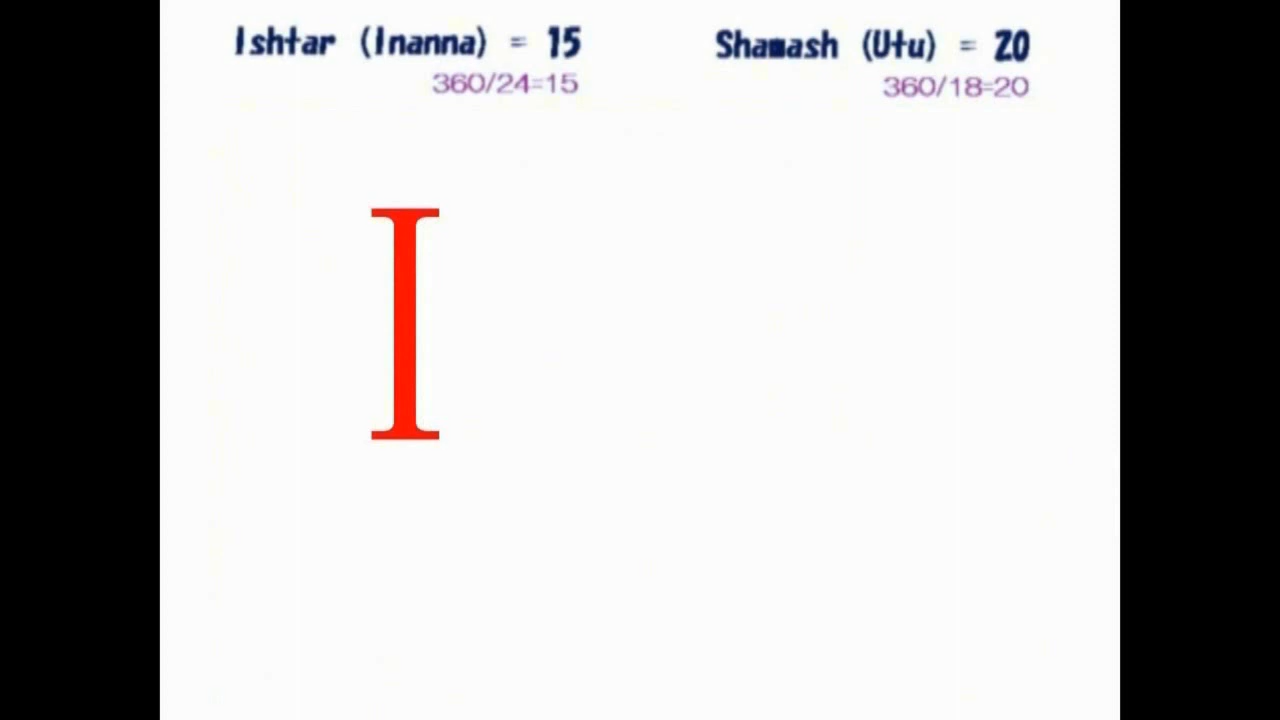 Ishtar (Inanna) = 15
360/24=15
Shamash (Utu) = 20
360/18=20
I